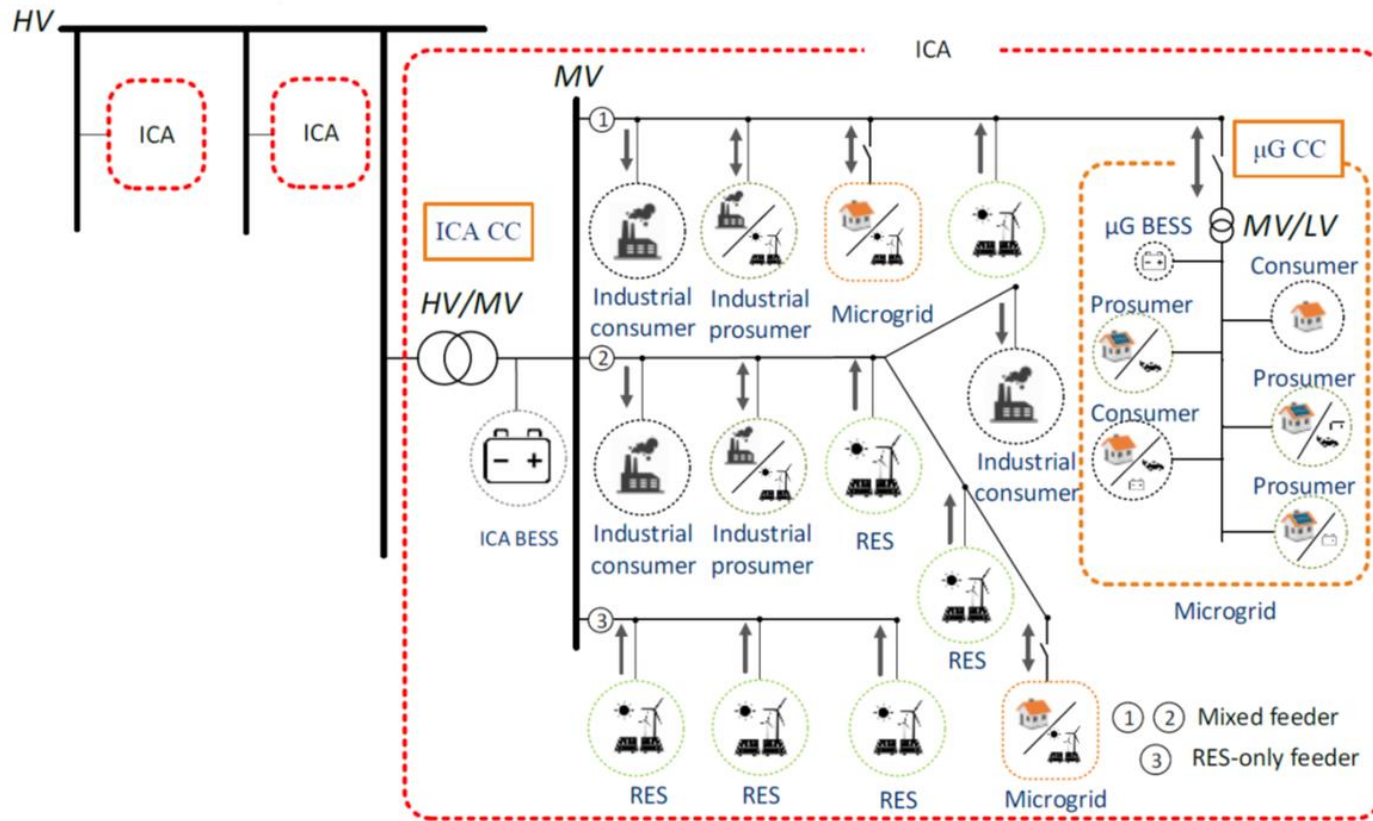 HV
ICA
MV
1
ICA
ICA
μG CC
ICA CC
μG BESS
MV/LV
Consumer
Industrial
consumer
Industrial
prosumer
Microgrid
Prosumer
HV/MV
2
Prosumer
Consumer
Industrial
consumer
Prosumer
ICA BESS
Industrial
consumer
Industrial
prosumer
RES
Microgrid
3
RES
RES
RES
RES
Microgrid
1 2 Mixed feeder
3 RES-only feeder